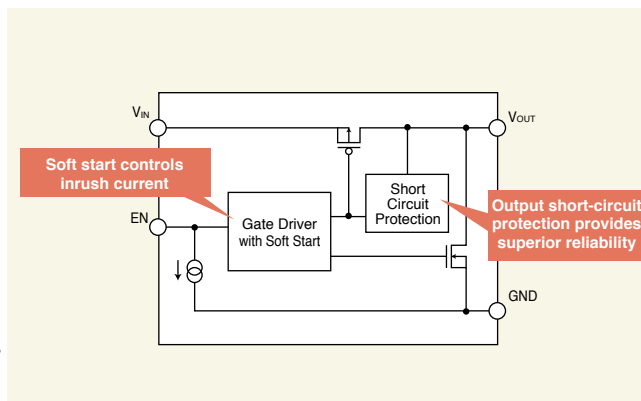 VIN
VOUT
Soft start controls
inrush current
EN
Gate Driver
with Soft Start
Short
Circuit
Protection
Output short-circuit
protection provides
superior reliability
GND